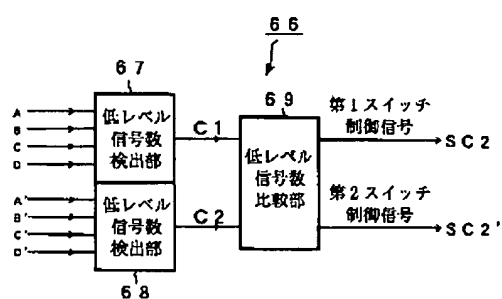 66
67
69
A
B
C
D
低レベル
信号数
検出部
C1
低レベル
信号数
比較部
第1スイッチ
制御信号
SC2
A'
B'
C'
D'
低レベル
信号数
検出部
C2
第2スイッチ
制御信号
SC2'
68